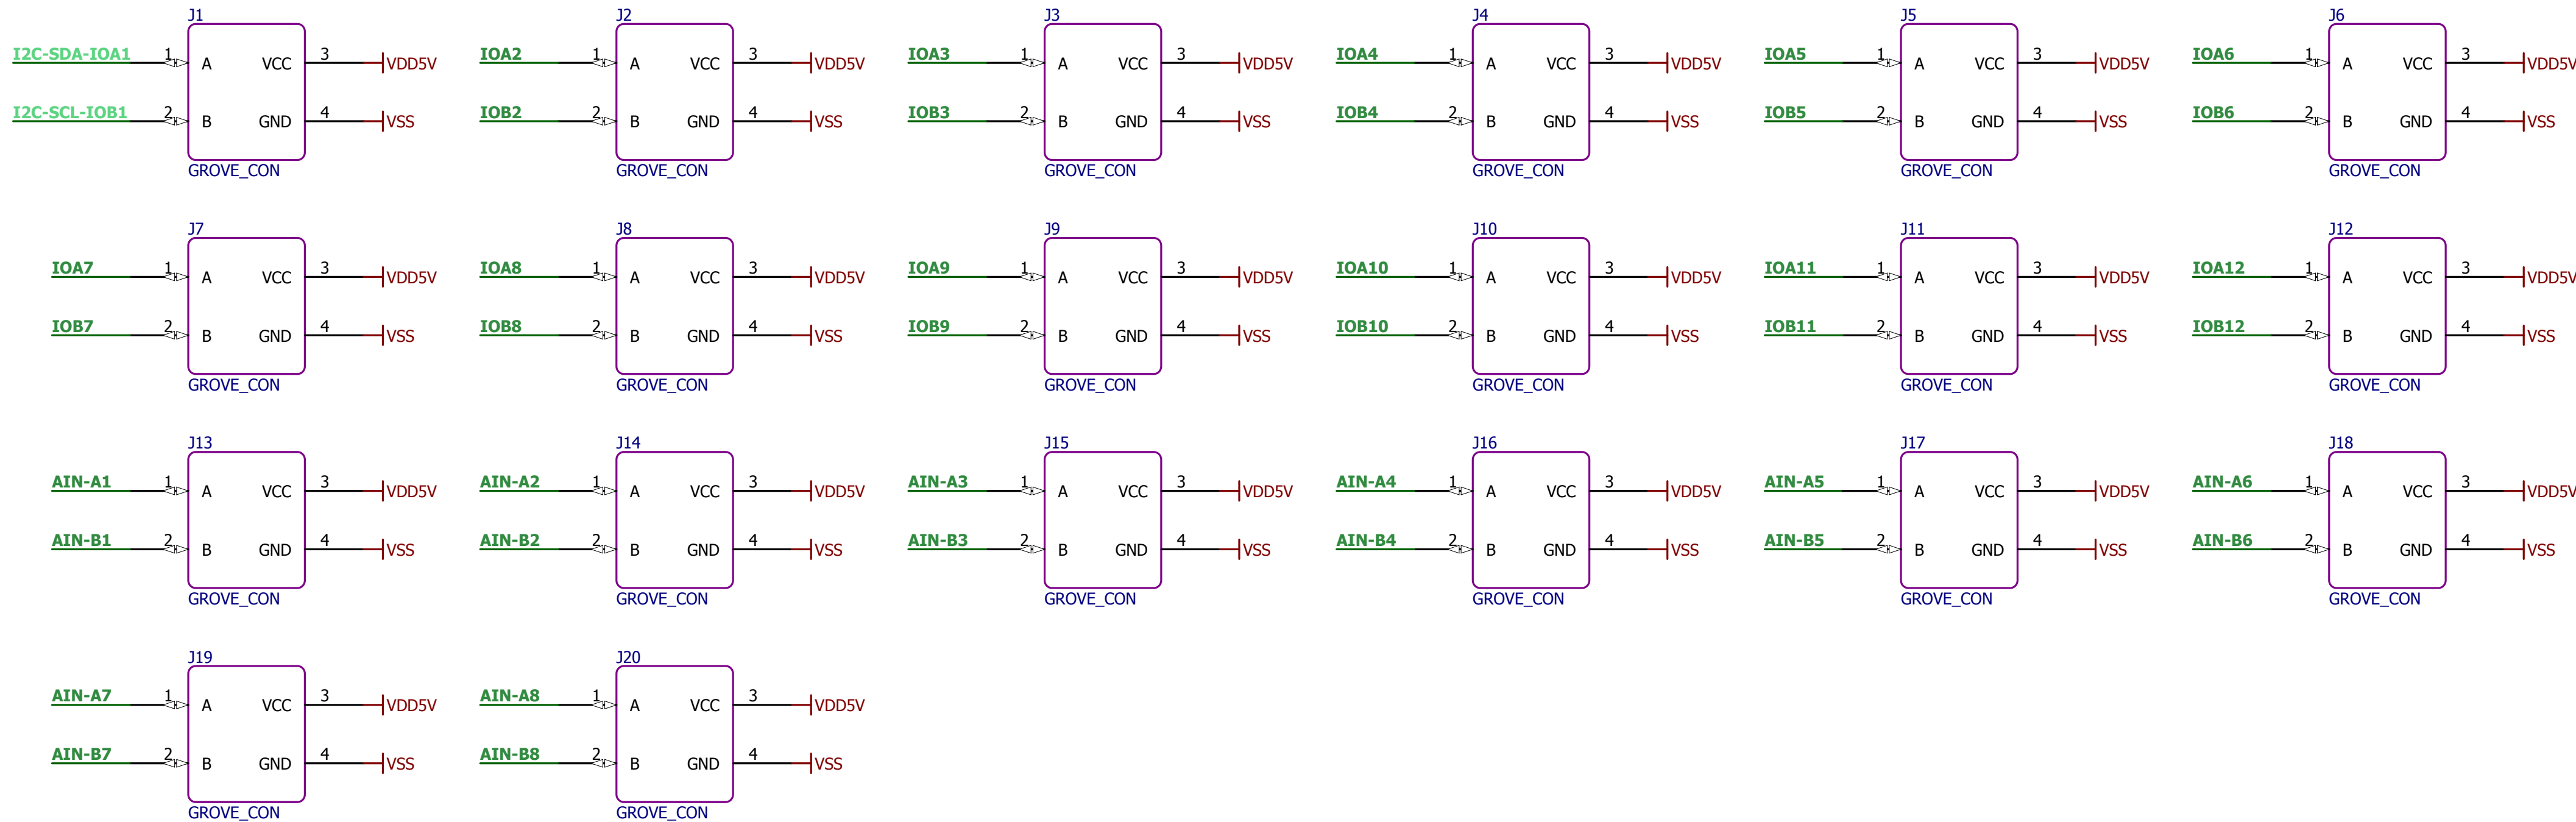 J1 J2 J3 J4 J5 J6
I2C-SDA-IOA1 1 A VCC 3 VDD5V IOA2 1 A VCC 3 VDD5V IOA3 1 A VCC 3 VDD5V IOA4 1 A VCC 3 VDD5V IOA5 1 A VCC 3 VDD5V IOA6 1 A VCC 3 VDD5V
I2C-SCL-IOB1 2 B GND 4 VSS IOB2 2 B GND 4 VSS IOB3 2 B GND 4 VSS IOB4 2 B GND 4 VSS IOB5 2 B GND 4 VSS IOB6 2 B GND 4 VSS
GROVE_CON GROVE_CON GROVE_CON GROVE_CON GROVE_CON GROVE_CON
J7 J8 J9 J10 J11 J12
IOA7 1 A VCC 3 VDD5V IOA8 1 A VCC 3 VDD5V IOA9 1 A VCC 3 VDD5V IOA10 1 A VCC 3 VDD5V IOA11 1 A VCC 3 VDD5V IOA12 1 A VCC 3 VDD5V
IOB7 2 B GND 4 VSS IOB8 2 B GND 4 VSS IOB9 2 B GND 4 VSS IOB10 2 B GND 4 VSS IOB11 2 B GND 4 VSS IOB12 2 B GND 4 VSS
GROVE_CON GROVE_CON GROVE_CON GROVE_CON GROVE_CON GROVE_CON
J13 J14 J15 J16 J17 J18
AIN-A1 1 A VCC 3 VDD5V AIN-A2 1 A VCC 3 VDD5V AIN-A3 1 A VCC 3 VDD5V AIN-A4 1 A VCC 3 VDD5V AIN-A5 1 A VCC 3 VDD5V AIN-A6 1 A VCC 3 VDD5V
AIN-B1 2 B GND 4 VSS AIN-B2 2 B GND 4 VSS AIN-B3 2 B GND 4 VSS AIN-B4 2 B GND 4 VSS AIN-B5 2 B GND 4 VSS AIN-B6 2 B GND 4 VSS
GROVE_CON GROVE_CON GROVE_CON GROVE_CON GROVE_CON GROVE_CON
J19 J20
AIN-A7 1 A VCC 3 VDD5V AIN-A8 1 A VCC 3 VDD5V
AIN-B7 2 B GND 4 VSS AIN-B8 2 B GND 4 VSS
GROVE_CON GROVE_CON